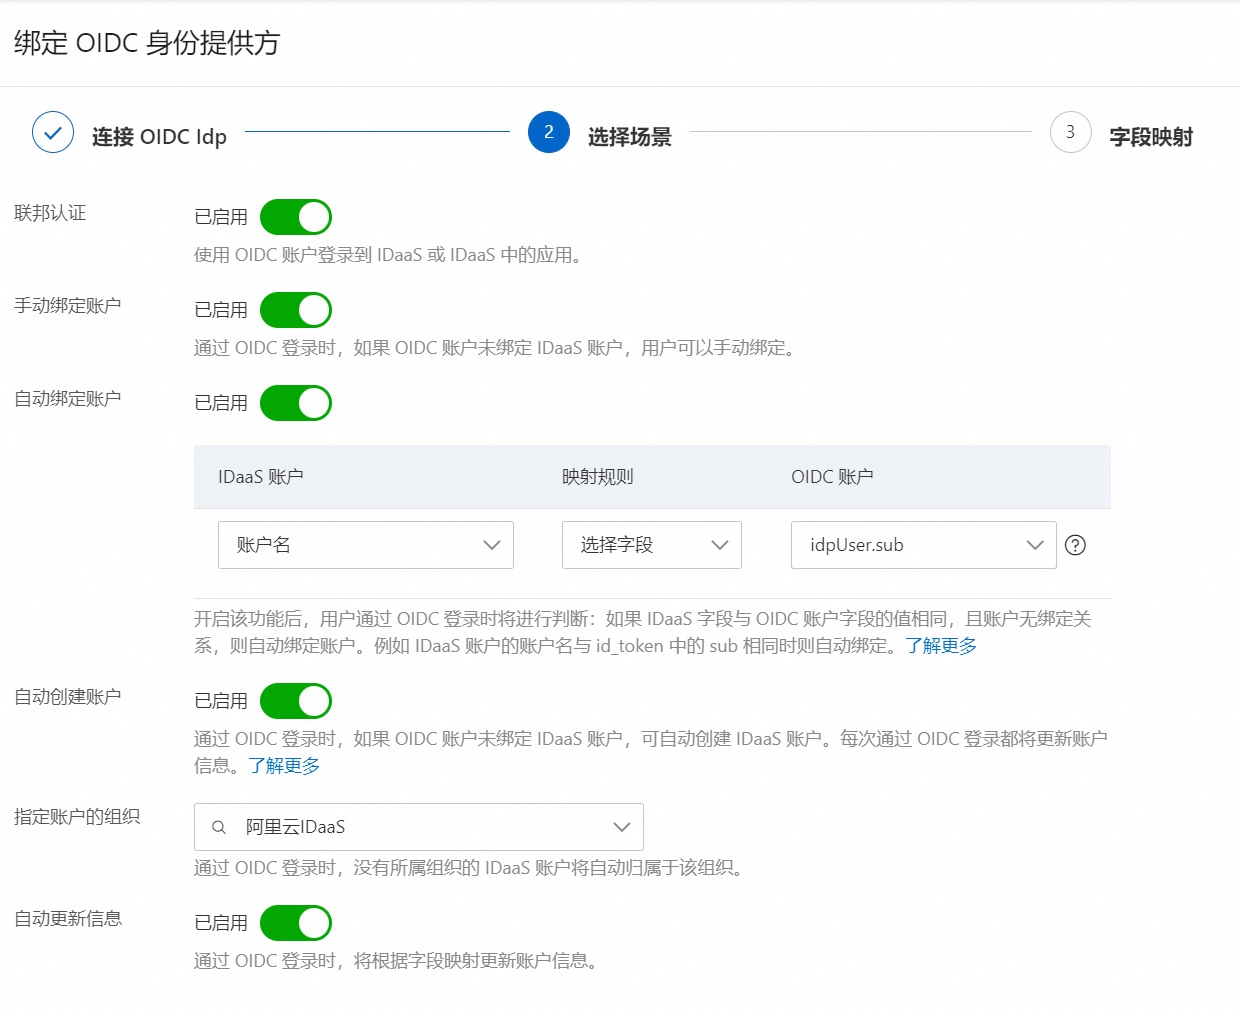 绑定 OIDC 身份提供方
连接 OIDC Idp
2
选择场景
3
字段映射
联邦认证
已启用
使用 OIDC 账户登录到 IDaaS 或 IDaaS 中的应用。
手动绑定账户
已启用
通过 OIDC 登录时，如果 OIDC 账户未绑定 IDaaS 账户，用户可以手动绑定。
自动绑定账户
已启用
IDaaS 账户
映射规则
OIDC 账户
账户名
选择字段
idpUser.sub
?
开启该功能后，用户通过 OIDC 登录时将进行判断：如果 IDaaS 字段与 OIDC 账户字段的值相同，且账户无绑定关
系，则自动绑定账户。例如 IDaaS 账户的账户名与 id_token 中的 sub 相同时则自动绑定。了解更多
自动创建账户
已启用
通过 OIDC 登录时，如果 OIDC 账户未绑定 IDaaS 账户，可自动创建 IDaaS 账户。每次通过 OIDC 登录都将更新账户
信息。了解更多
指定账户的组织
阿里云IDaaS
通过 OIDC 登录时，没有所属组织的 IDaaS 账户将自动归属于该组织。
自动更新信息
已启用
通过 OIDC 登录时，将根据字段映射更新账户信息。